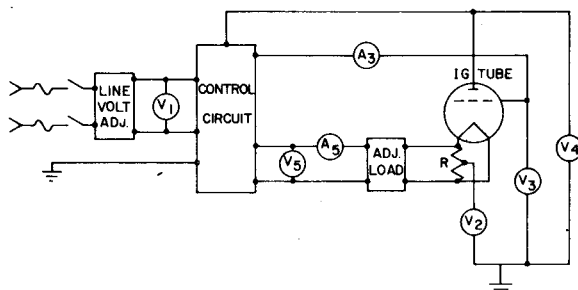 LINE
VOLT
ADJ.
V1
CONTROL
CIRCUIT
A3
IG TUBE
V5
A5
ADJ.
LOAD
R
V2
V3
V4